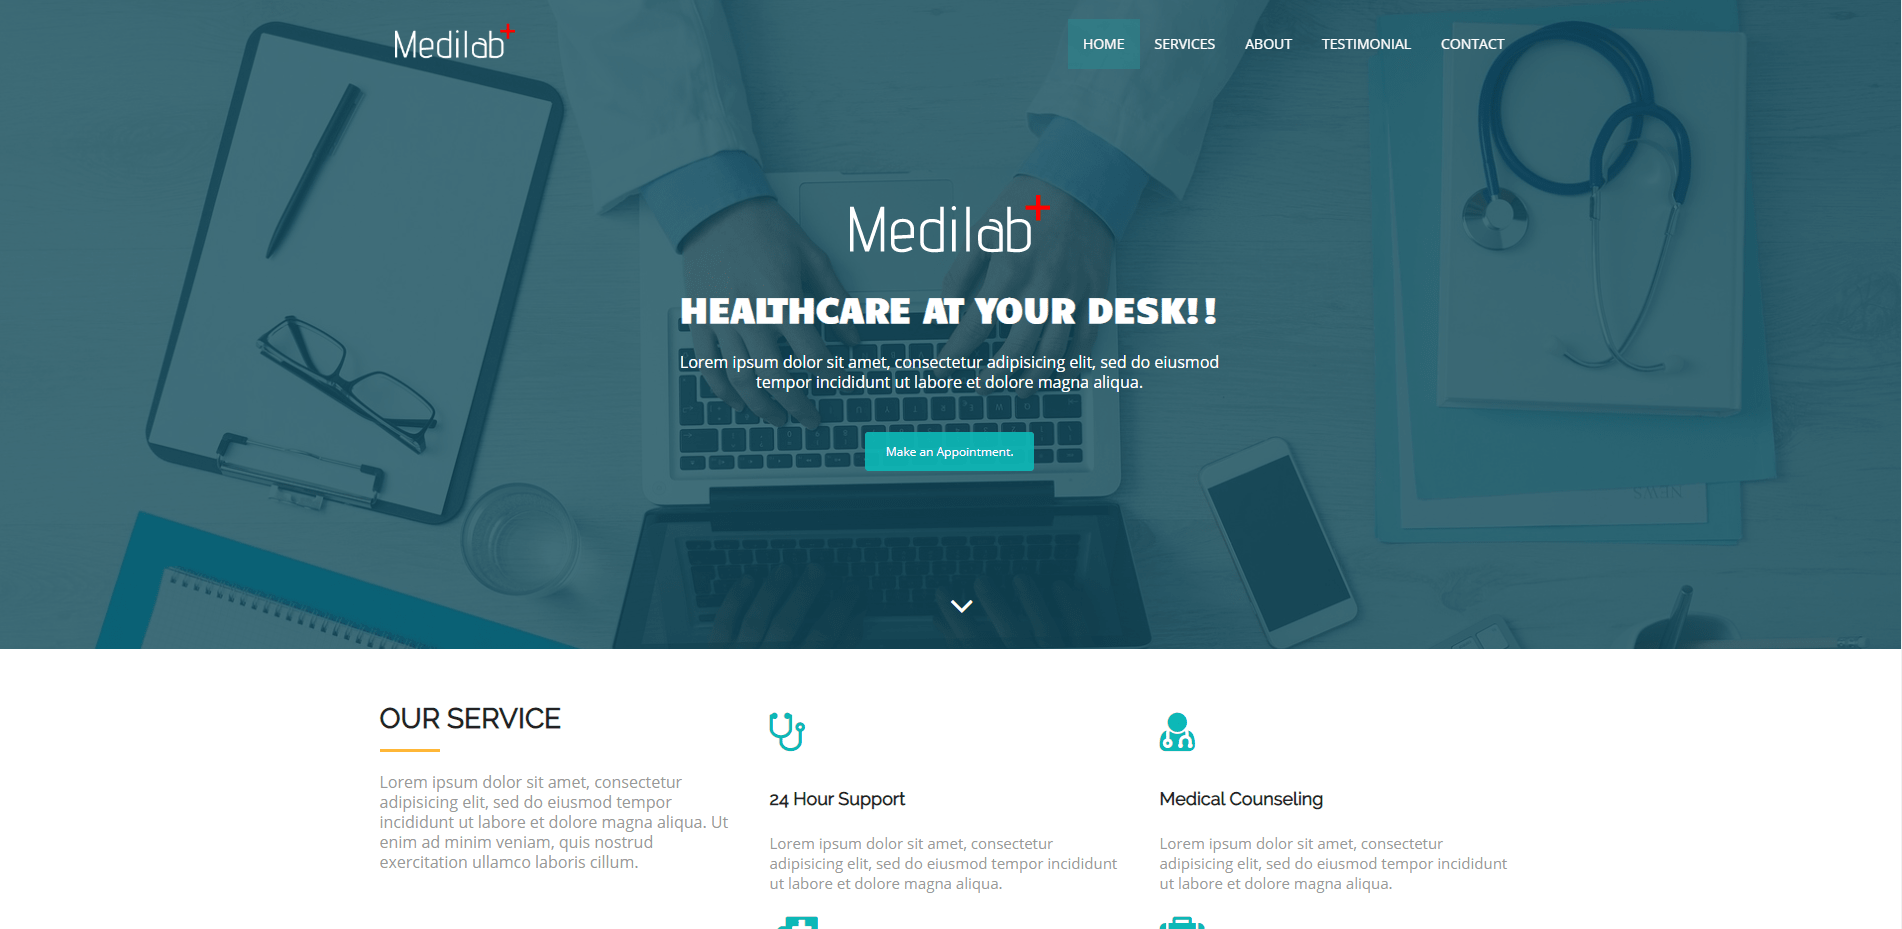 Medilab+
HOME SERVICES ABOUT TESTIMONIAL CONTACT
Medilab+
HEALTHCARE AT YOUR DESK!!
Lorem ipsum dolor sit amet, consectetur adipisicing elit, sed do eiusmod
tempor incididunt ut labore et dolore magna aliqua.
Make an Appointment.
NEWS
OUR SERVICE
Lorem ipsum dolor sit amet, consectetur
adipisicing elit, sed do eiusmod tempor
incididunt ut labore et dolore magna aliqua. Ut
enim ad minim veniam, quis nostrud
exercitation ullamco laboris cillum.
24 Hour Support
Lorem ipsum dolor sit amet, consectetur
adipisicing elit, sed do eiusmod tempor incididunt
ut labore et dolore magna aliqua.
Medical Counseling
Lorem ipsum dolor sit amet, consectetur
adipisicing elit, sed do eiusmod tempor incididunt
ut labore et dolore magna aliqua.